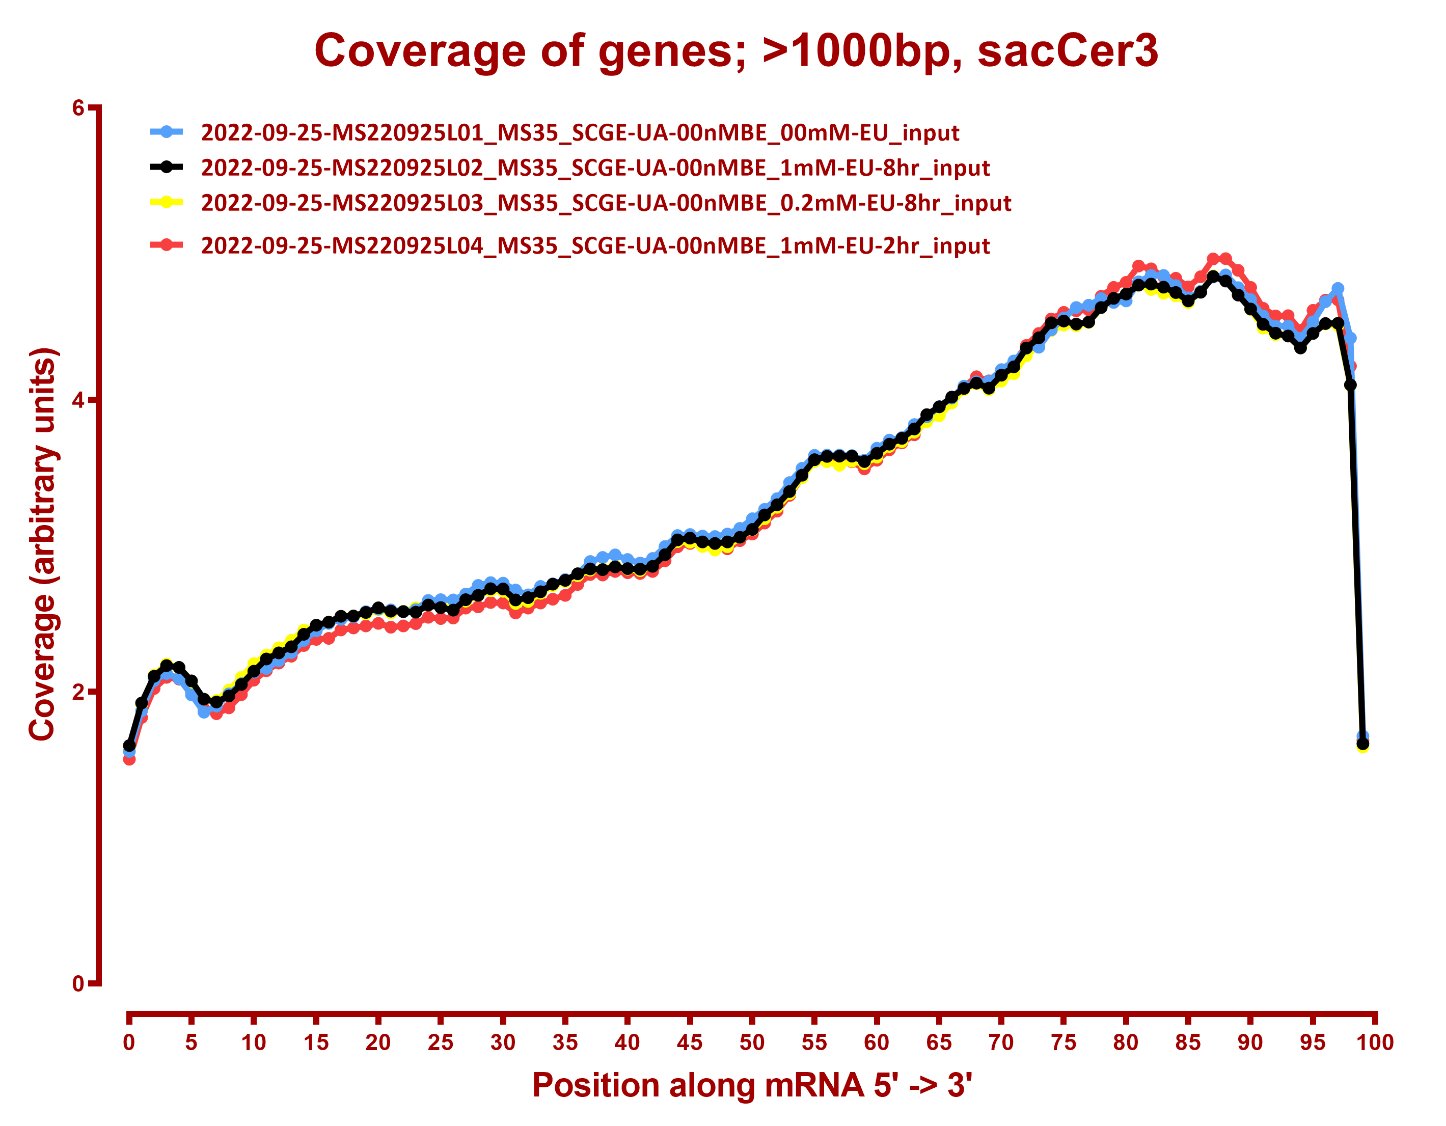 Coverage of genes; >1000bp, sacCer3
6
2022-09-25-MS220925L01_MS35_SCGE-UA-00nMBE_00mM-EU_input
2022-09-25-MS220925L02_MS35_SCGE-UA-00nMBE_1mM-EU-8hr_input
2022-09-25-MS220925L03_MS35_SCGE-UA-00nMBE_0.2mM-EU-8hr_input
2022-09-25-MS220925L04_MS35_SCGE-UA-00nMBE_1mM-EU-2hr_input
Coverage (arbitrary units)
4
2
0
0 5 10 15 20 25 30 35 40 45 50 55 60 65 70 75 80 85 90 95 100
Position along mRNA 5' -> 3'